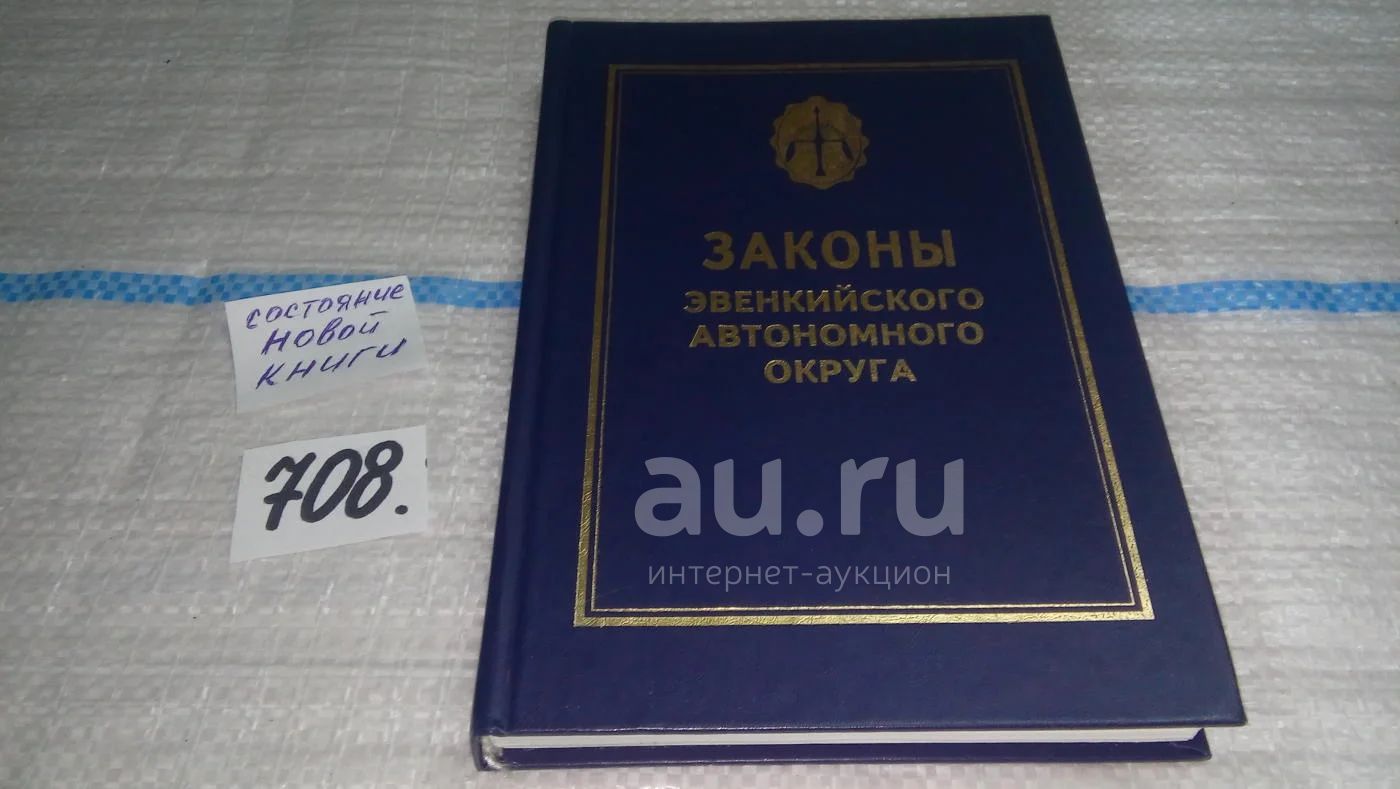 ЗАКОНЫ
ЭВЕНКИЙСКОГО
АВТОНОМНОГО
ОКРУГА
состояние
новой
книги
708.
au.ru
интернет-аукцион